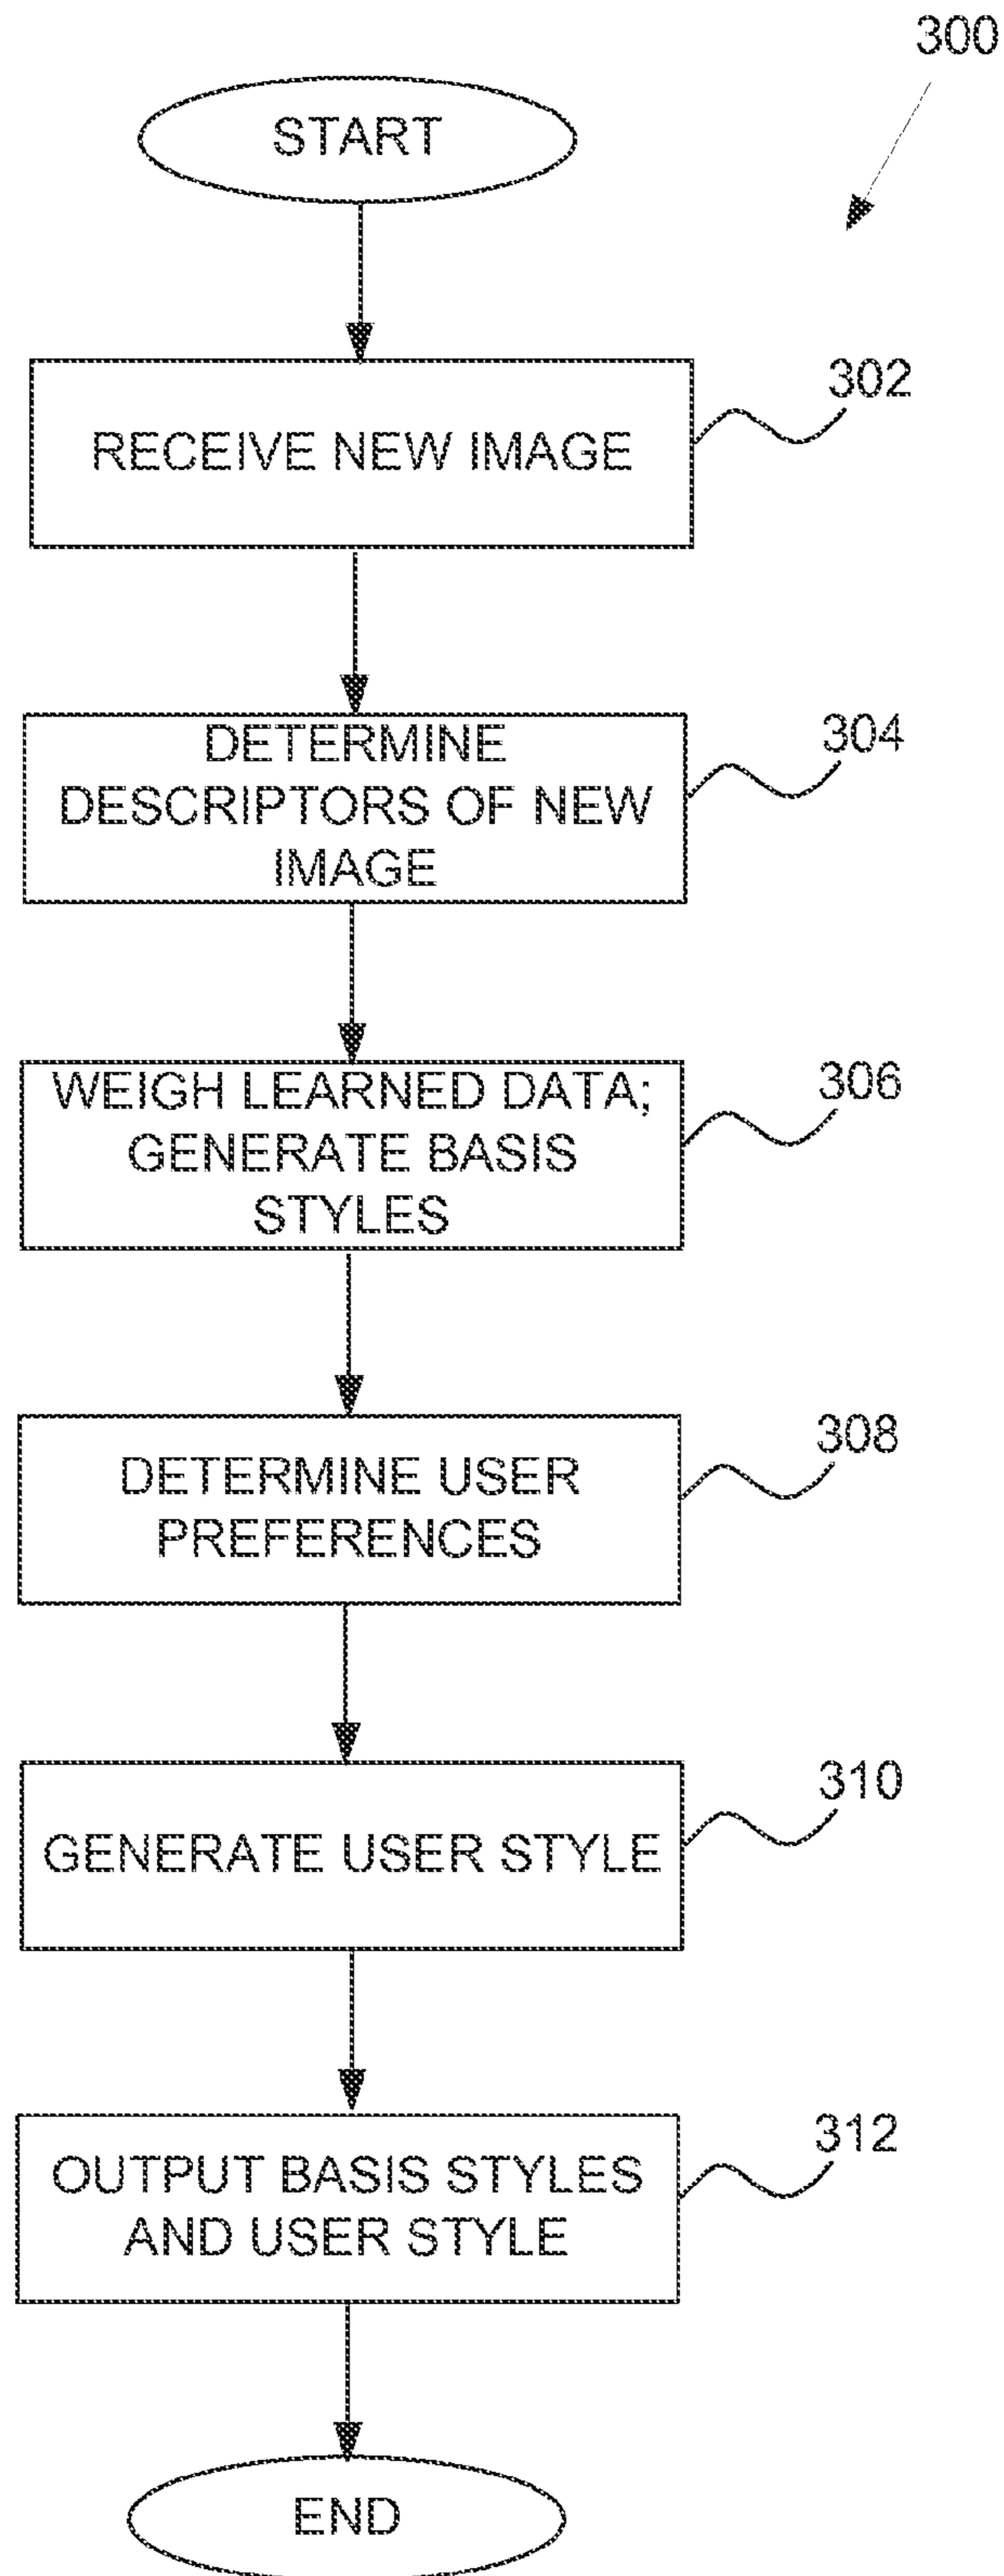 300
START
302
RECEIVE NEW IMAGE
304
DETERMINE
DESCRIPTORS OF NEW
IMAGE
306
WEIGH LEARNED DATA;
GENERATE BASIS
STYLES
308
DETERMINE USER
PREFERENCES
310
GENERATE USER STYLE
312
OUTPUT BASIS STYLES
AND USER STYLE
END